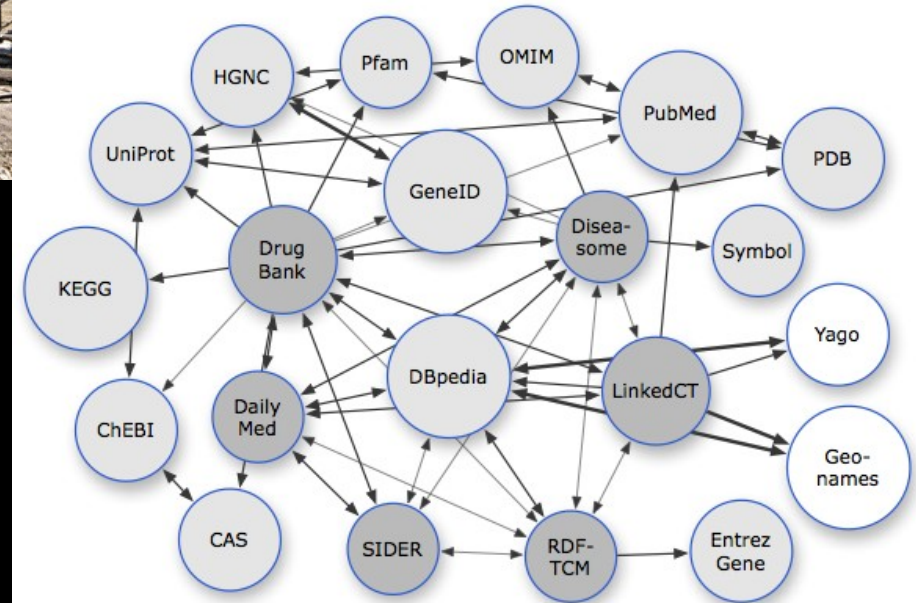 OMIM
Pfam
HGNC
PubMed
UniProt
PDB
GeneID
Disea-
some
Drug
Bank
Symbol
KEGG
Yago
DBpedia
LinkedCT
Daily
Med
ChEBI
Geo-
names
CAS
SIDER
RDF-
TCM
Entrez
Gene